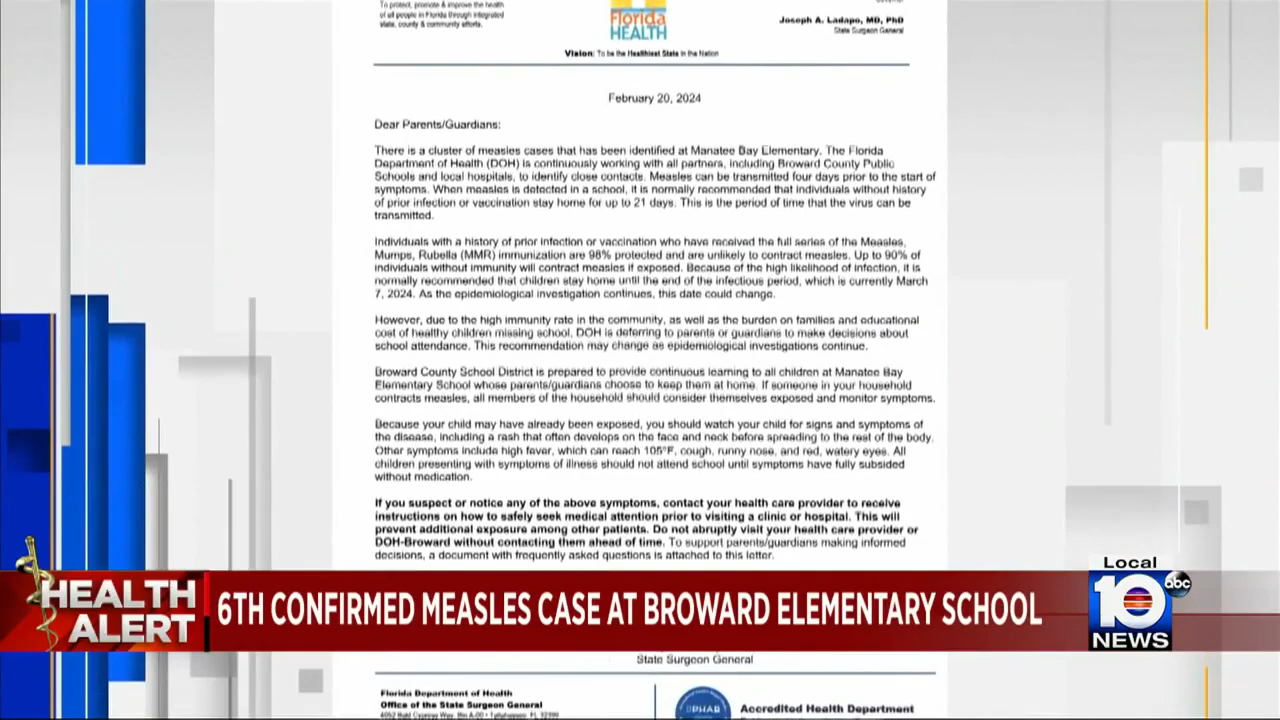 To protect, promote & improve the health
of all people in Florida through integrated
state, county & community efforts.
Florida
HEALTH
Joseph A. Ladapo, MD, PhD
State Surgeon General
Vision: To be the Healthiest State in the Nation
February 20, 2024
Dear Parents/Guardians:
There is a cluster of measles cases that has been identified at Manatee Bay Elementary. The Florida
Department of Health (DOH) is continuously working with all partners, including Broward County Public
Schools and local hospitals, to identify close contacts. Measles can be transmitted four days prior to the start of
symptoms. When measles is detected in a school, it is normally recommended that individuals without history
of prior infection or vaccination stay home for up to 21 days. This is the period of time that the virus can be
transmitted.
Individuals with a history of prior infection or vaccination who have received the full series of the Measles,
Mumps, Rubella (MMR) immunization are 98% protected and are unlikely to contract measles. Up to 90% of
individuals without immunity will contract measles if exposed. Because of the high likelihood of infection, it is
normally recommended that children stay home until the end of the infectious period, which is currently March
7, 2024. As the epidemiological investigation continues, this date could change.
However, due to the high immunity rate in the community, as well as the burden on families and educational
cost of healthy children missing school, DOH is deferring to parents or guardians to make decisions about
school attendance. This recommendation may change as epidemiological investigations continue.
Broward County School District is prepared to provide continuous learning to all children at Manatee Bay
Elementary School whose parents/guardians choose to keep them at home. If someone in your household
contracts measles, all members of the household should consider themselves exposed and monitor symptoms.
Because your child may have already been exposed, you should watch your child for signs and symptoms of
the disease, including a rash that often develops on the face and neck before spreading to the rest of the body.
Other symptoms include high fever, which can reach 105°F, cough, runny nose, and red, watery eyes. All
children presenting with symptoms of illness should not attend school until symptoms have fully subsided
without medication.
If you suspect or notice any of the above symptoms, contact your health care provider to receive
instructions on how to safely seek medical attention prior to visiting a clinic or hospital. This will
prevent additional exposure among other patients. Do not abruptly visit your health care provider or
DOH-Broward without contacting them ahead of time. To support parents/guardians making informed
decisions, a document with frequently asked questions is attached to this letter.
HEALTH
ALERT
6TH CONFIRMED MEASLES CASE AT BROWARD ELEMENTARY SCHOOL
Local
10
abc
NEWS
State Surgeon General
Florida Department of Health
Office of the State Surgeon General
PHAB
Accredited Health Department